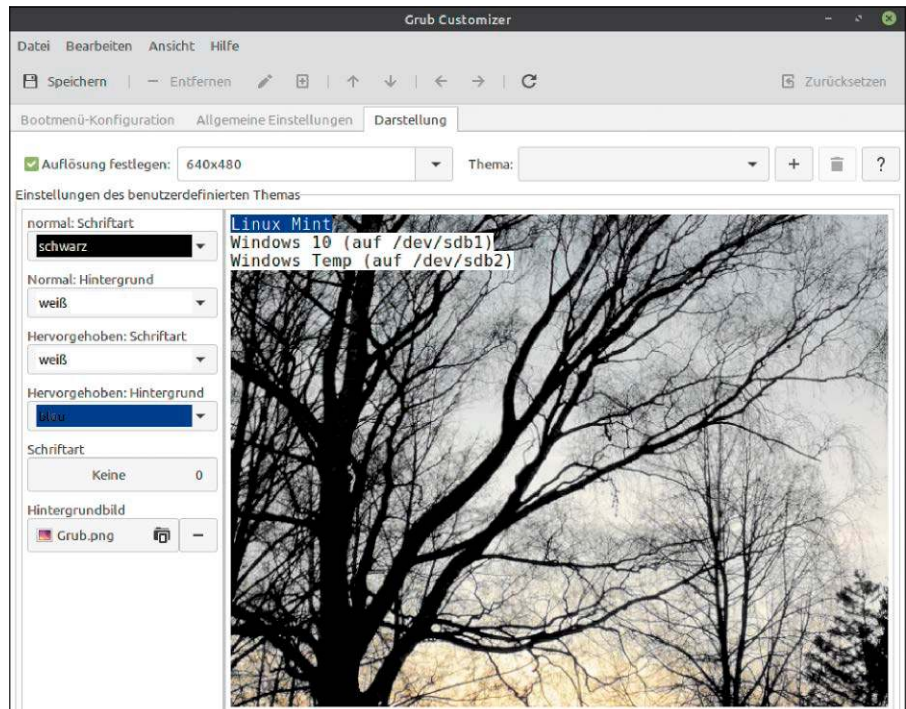 Grub Customizer
Datei Bearbeiten Ansicht Hilfe
Speichern Entfernen Zurücksetzen
Bootmenü-Konfiguration Allgemeine Einstellungen Darstellung
Auflösung festlegen: 640x480 Thema: ?
Einstellungen des benutzerdefinierten Themas
normal: Schriftart
schwarz
Normal: Hintergrund
weiß
Hervorgehoben: Schriftart
weiß
Hervorgehoben: Hintergrund
blau
Schriftart
Keine 0
Hintergrundbild
Grub.png
Linux Mint
Windows 10 (auf /dev/sdb1)
Windows Temp (auf /dev/sdb2)